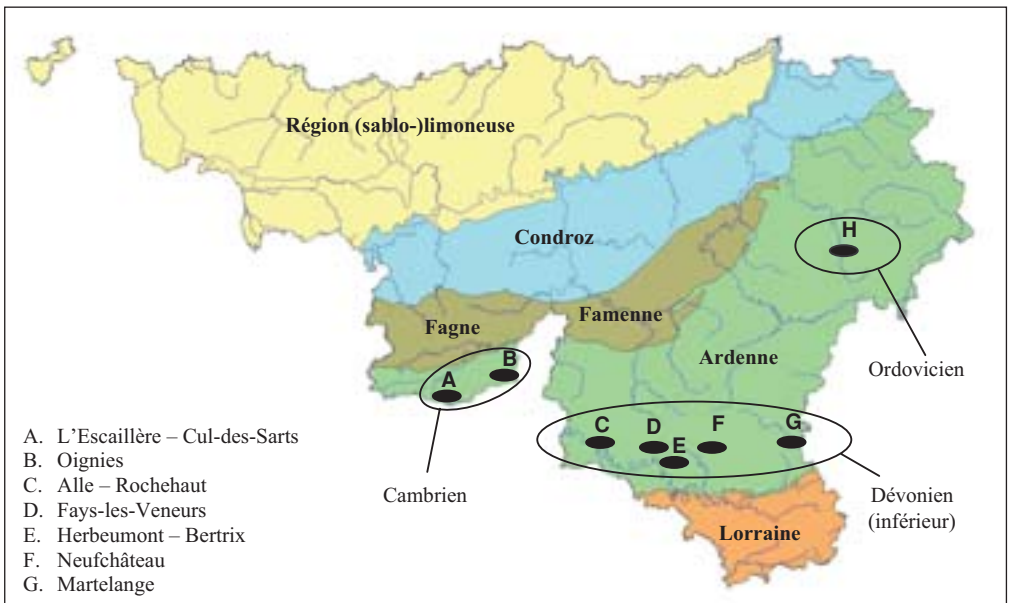 Région (sablo-)limoneuse
Condroz
H
Fagne
Famenne
Ardenne
Ordovicien
A
B
C
D
E
F
G
A. L’Escaillère – Cul-des-Sarts
B. Oignies
C. Alle – Rochehaut
D. Fays-les-Veneurs
E. Herbeumont – Bertrix
F. Neufchâteau
G. Martelange
Cambrien
Dévonien
(inférieur)
Lorraine